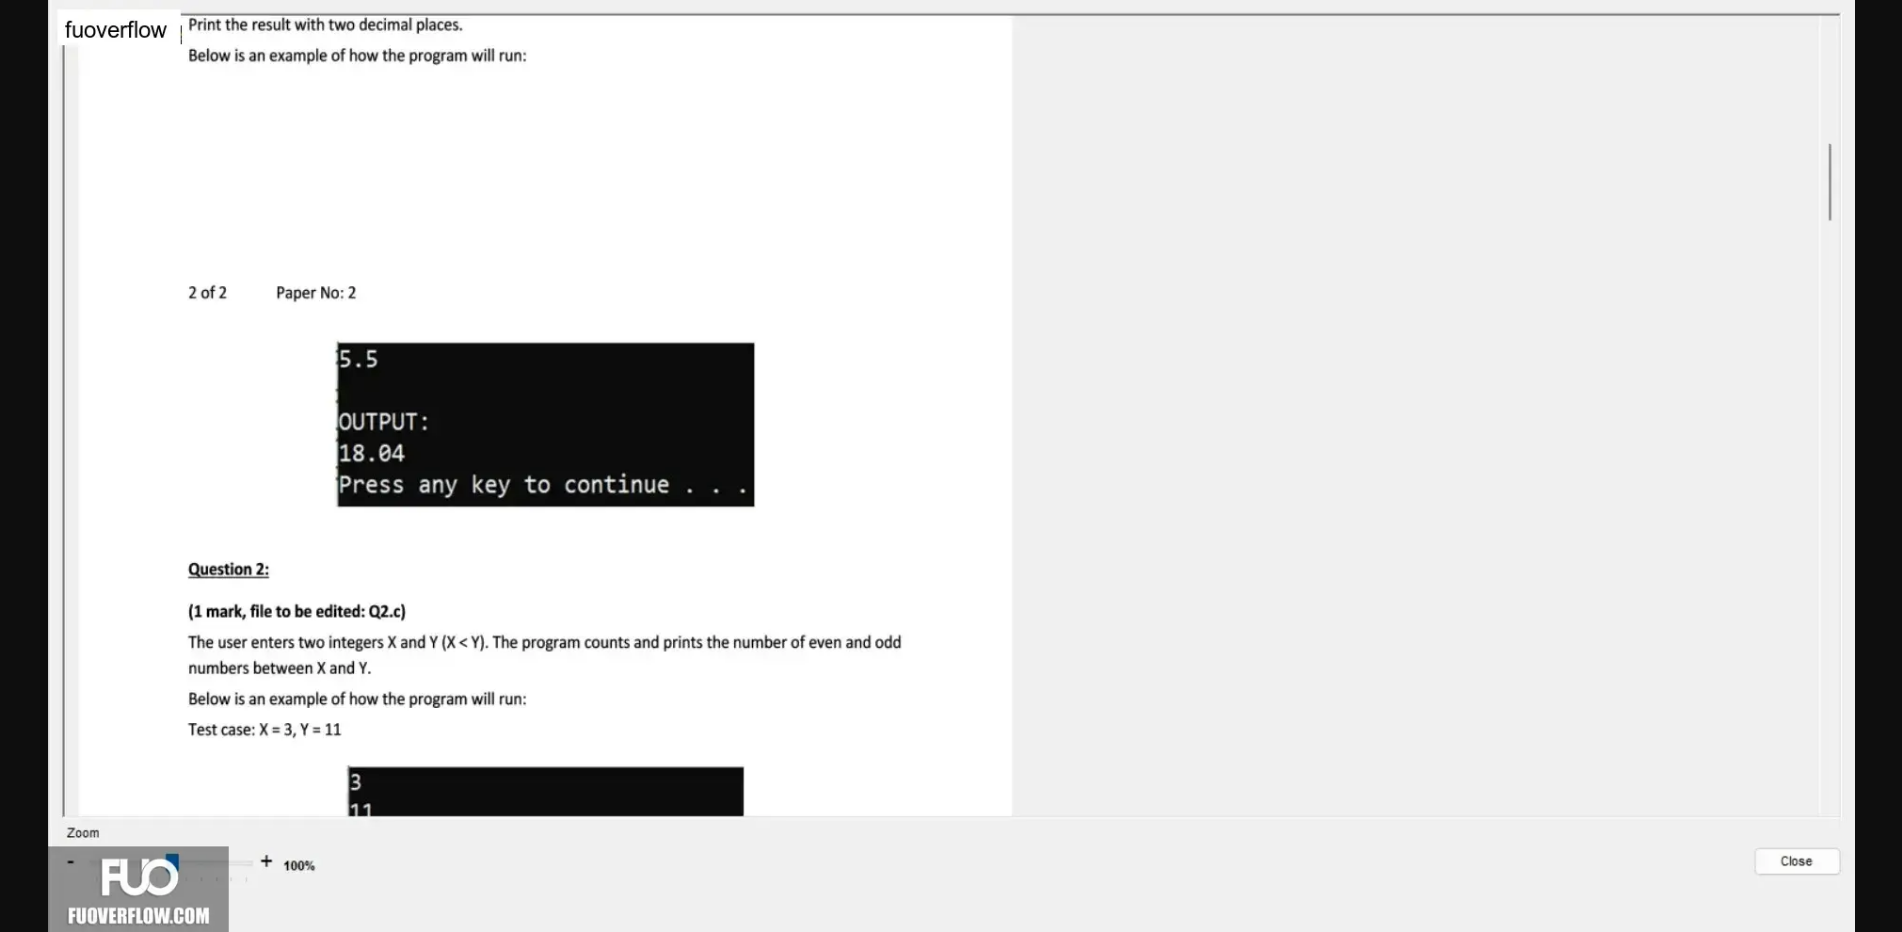 fuoverflow
Print the result with two decimal places.
Below is an example of how the program will run:
2 of 2 Paper No: 2
5.5
OUTPUT:
18.04
Press any key to continue . . .
Question 2:
(1 mark, file to be edited: Q2.c)
The user enters two integers X and Y (X < Y). The program counts and prints the number of even and odd
numbers between X and Y.
Below is an example of how the program will run:
Test case: X = 3, Y = 11
3
11
Zoom
- + 100%
Close
FUO
FUOVERFLOW.COM